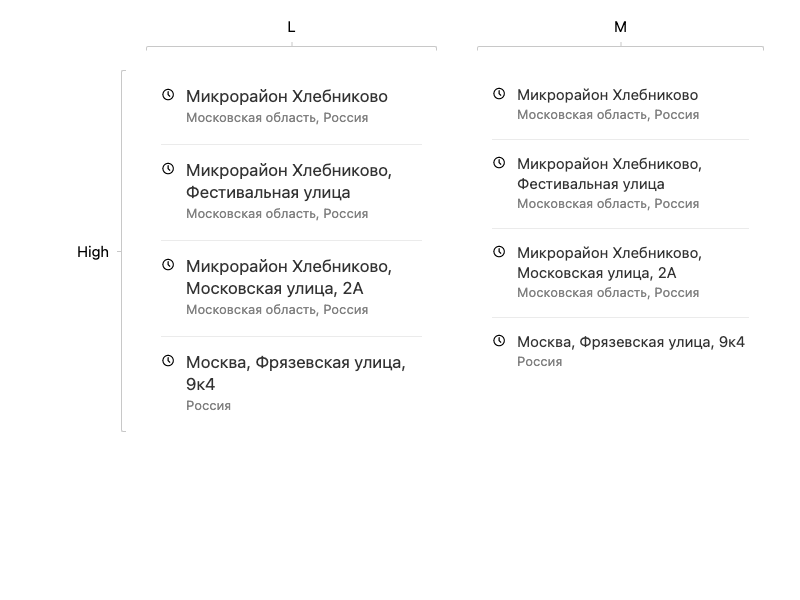 L
M
High
Микрорайон Хлебниково
Московская область, Россия
Микрорайон Хлебниково,
Фестивальная улица
Московская область, Россия
Микрорайон Хлебниково,
Московская улица, 2А
Московская область, Россия
Москва, Фрязевская улица,
9к4
Россия
Микрорайон Хлебниково
Московская область, Россия
Микрорайон Хлебниково,
Фестивальная улица
Московская область, Россия
Микрорайон Хлебниково,
Московская улица, 2А
Московская область, Россия
Москва, Фрязевская улица, 9к4
Россия